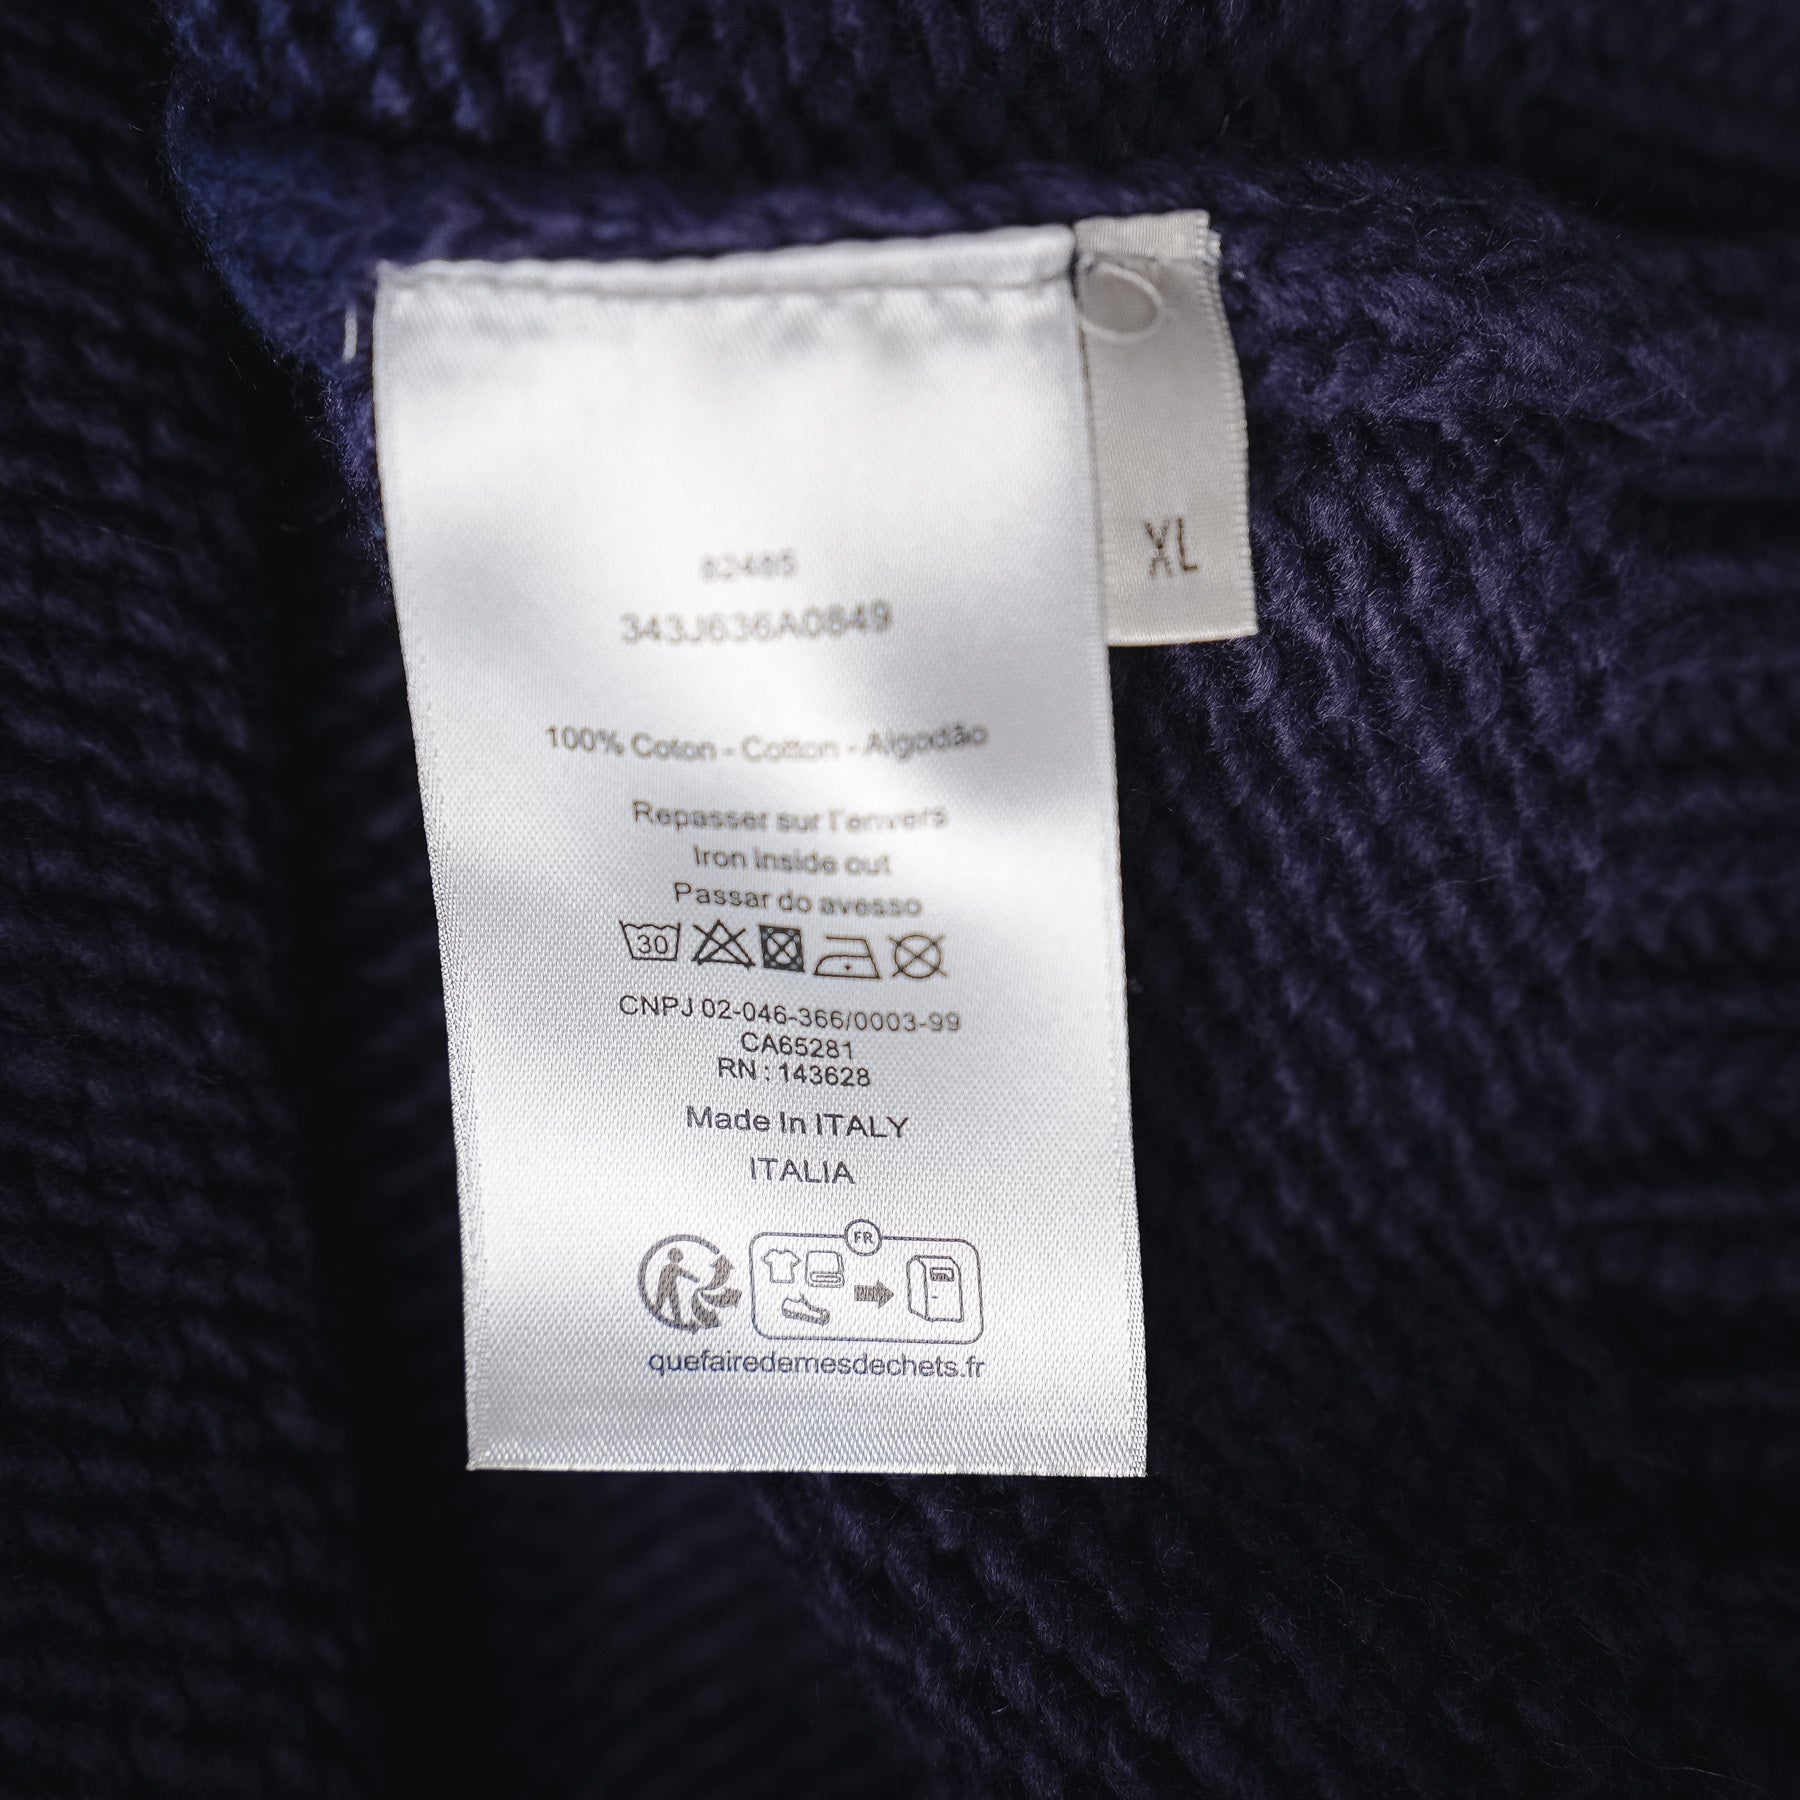 82485
343J636A0849
XL
100% Coton - Cotton - Algodão
Repasser sur l'envers
Iron inside out
Passar do avesso
30
CNPJ 02-046-366/0003-99
CA65281
RN : 143628
Made In ITALY
ITALIA
FR
quefairedemesdechets.fr